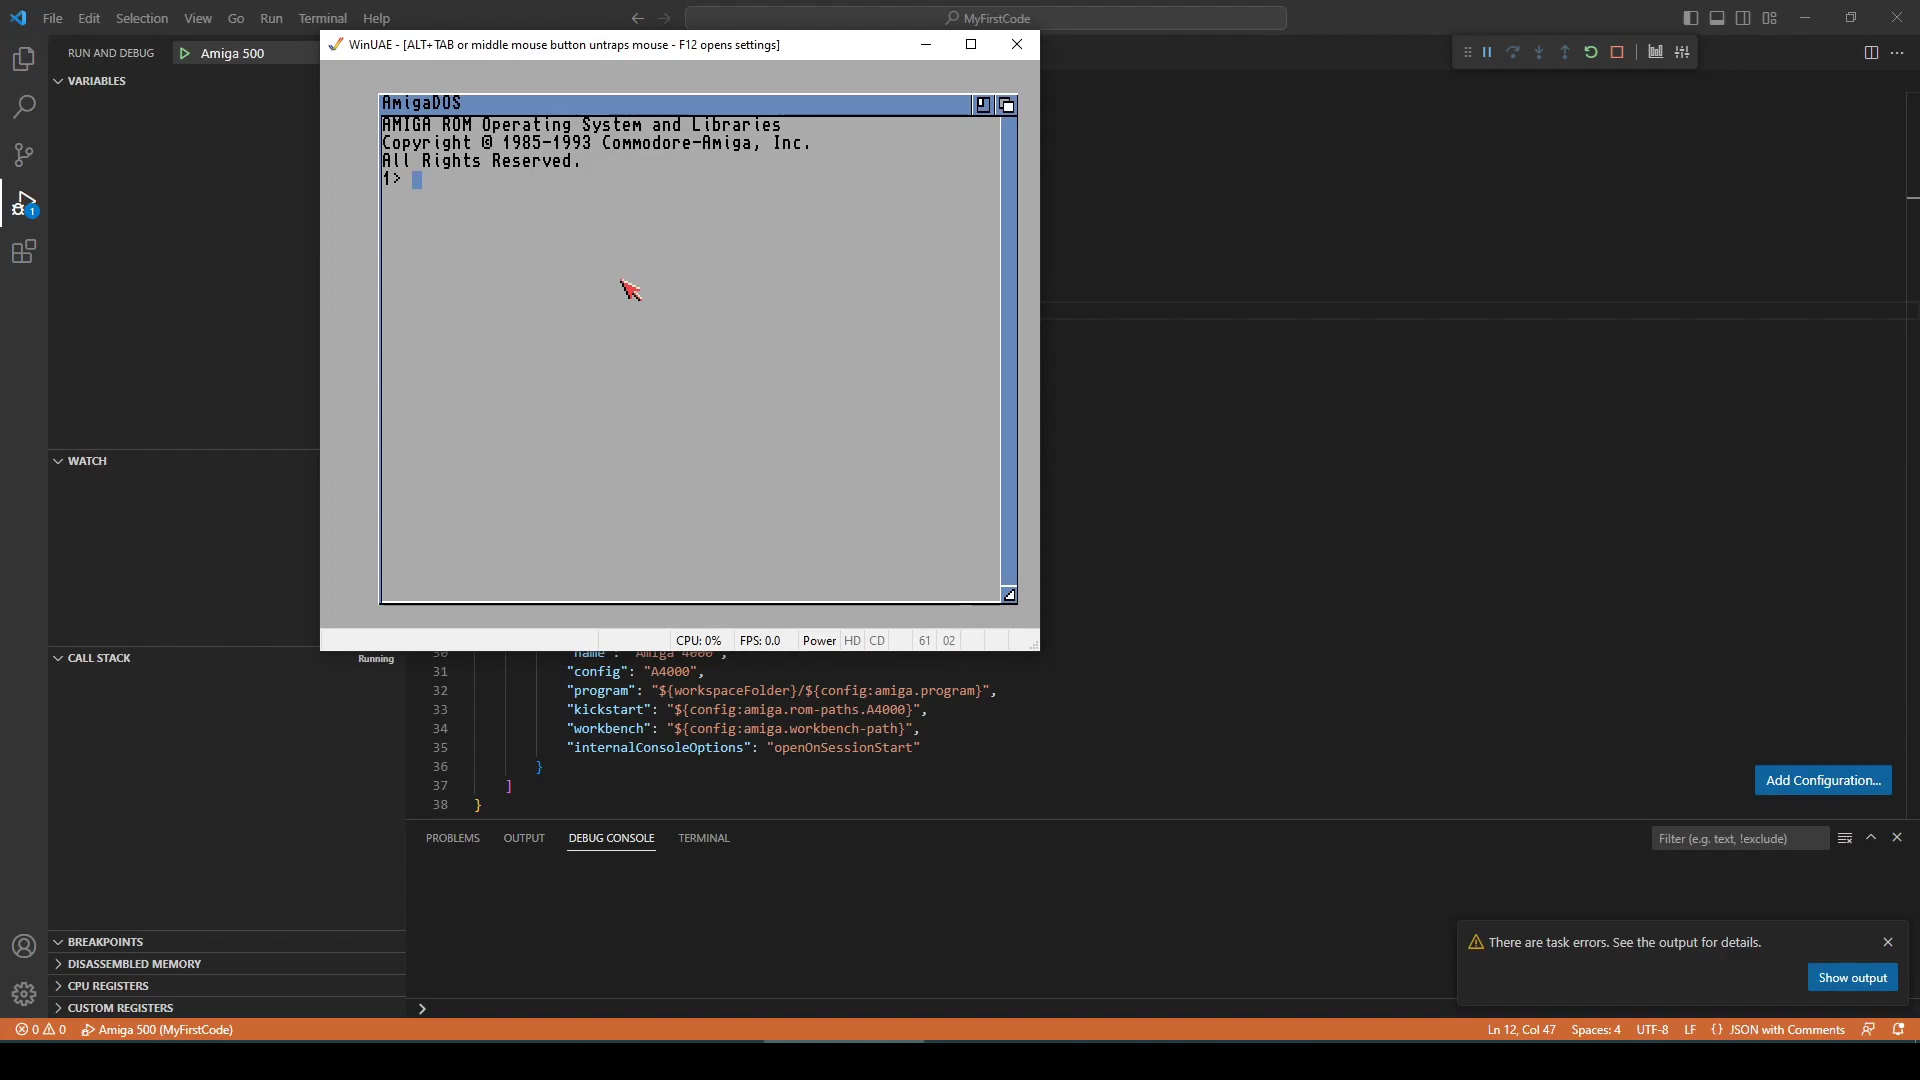 File Edit Selection View Go Run Terminal Help
MyFirstCode
RUN AND DEBUG
Amiga 500
VARIABLES
WinUAE - [ALT+TAB or middle mouse button untraps mouse - F12 opens settings]
AmigaDOS
AMIGA ROM Operating System and Libraries
Copyright © 1985-1993 Commodore-Amiga, Inc.
All Rights Reserved.
1>
WATCH
CALL STACK
Running
CPU: 0% FPS: 0.0 Power HD CD 61 02
30 "name": "Amiga 4000",
31 "config": "A4000",
32 "program": "${workspaceFolder}/${config:amiga.program}",
33 "kickstart": "${config:amiga.rom-paths.A4000}",
34 "workbench": "${config:amiga.workbench-path}",
35 "internalConsoleOptions": "openOnSessionStart"
36 }
37 ]
38 }
Add Configuration...
PROBLEMS OUTPUT DEBUG CONSOLE TERMINAL
Filter (e.g. text, !exclude)
1
BREAKPOINTS
DISASSEMBLED MEMORY
CPU REGISTERS
CUSTOM REGISTERS
There are task errors. See the output for details.
Show output
0 0 Amiga 500 (MyFirstCode)
Ln 12, Col 47 Spaces: 4 UTF-8 LF {} JSON with Comments